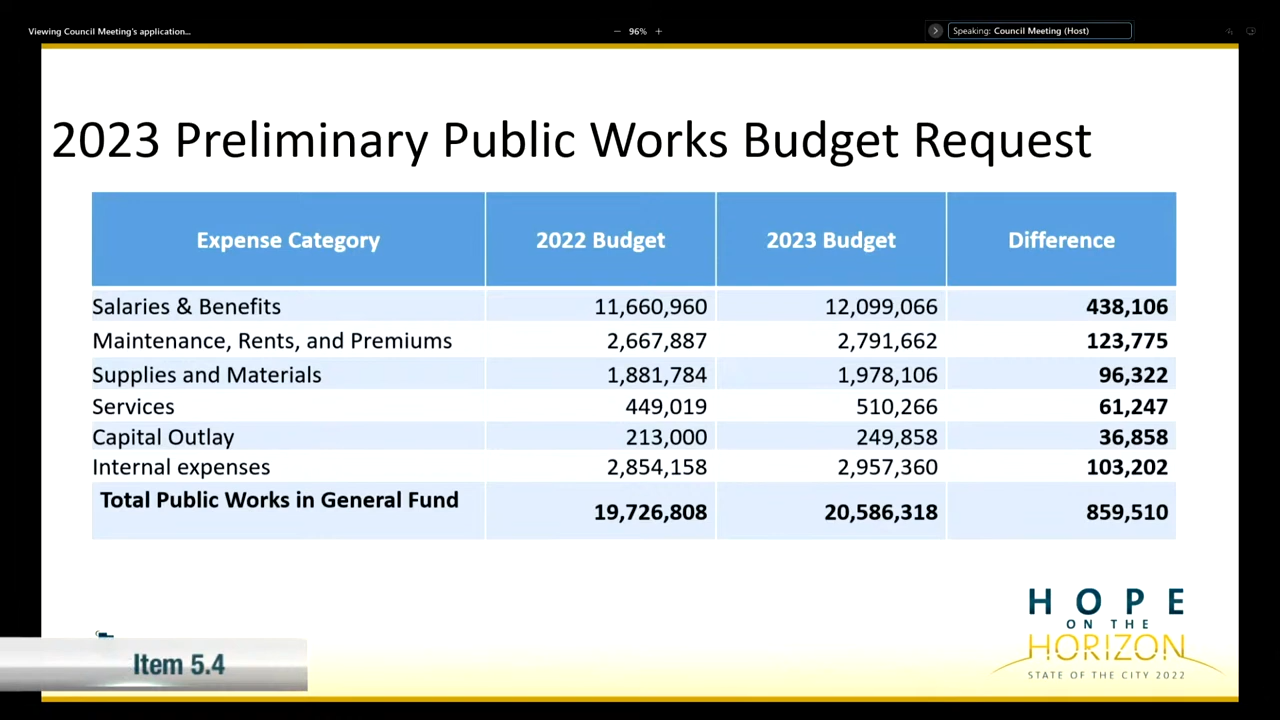 Viewing Council Meeting's application...
− 96% +
Speaking: Council Meeting (Host)
2023 Preliminary Public Works Budget Request
Expense Category 2022 Budget 2023 Budget Difference
Salaries & Benefits 11,660,960 12,099,066 438,106
Maintenance, Rents, and Premiums 2,667,887 2,791,662 123,775
Supplies and Materials 1,881,784 1,978,106 96,322
Services 449,019 510,266 61,247
Capital Outlay 213,000 249,858 36,858
Internal expenses 2,854,158 2,957,360 103,202
Total Public Works in General Fund 19,726,808 20,586,318 859,510
HOPE
ON THE
HORIZON
STATE OF THE CITY 2022
Item 5.4